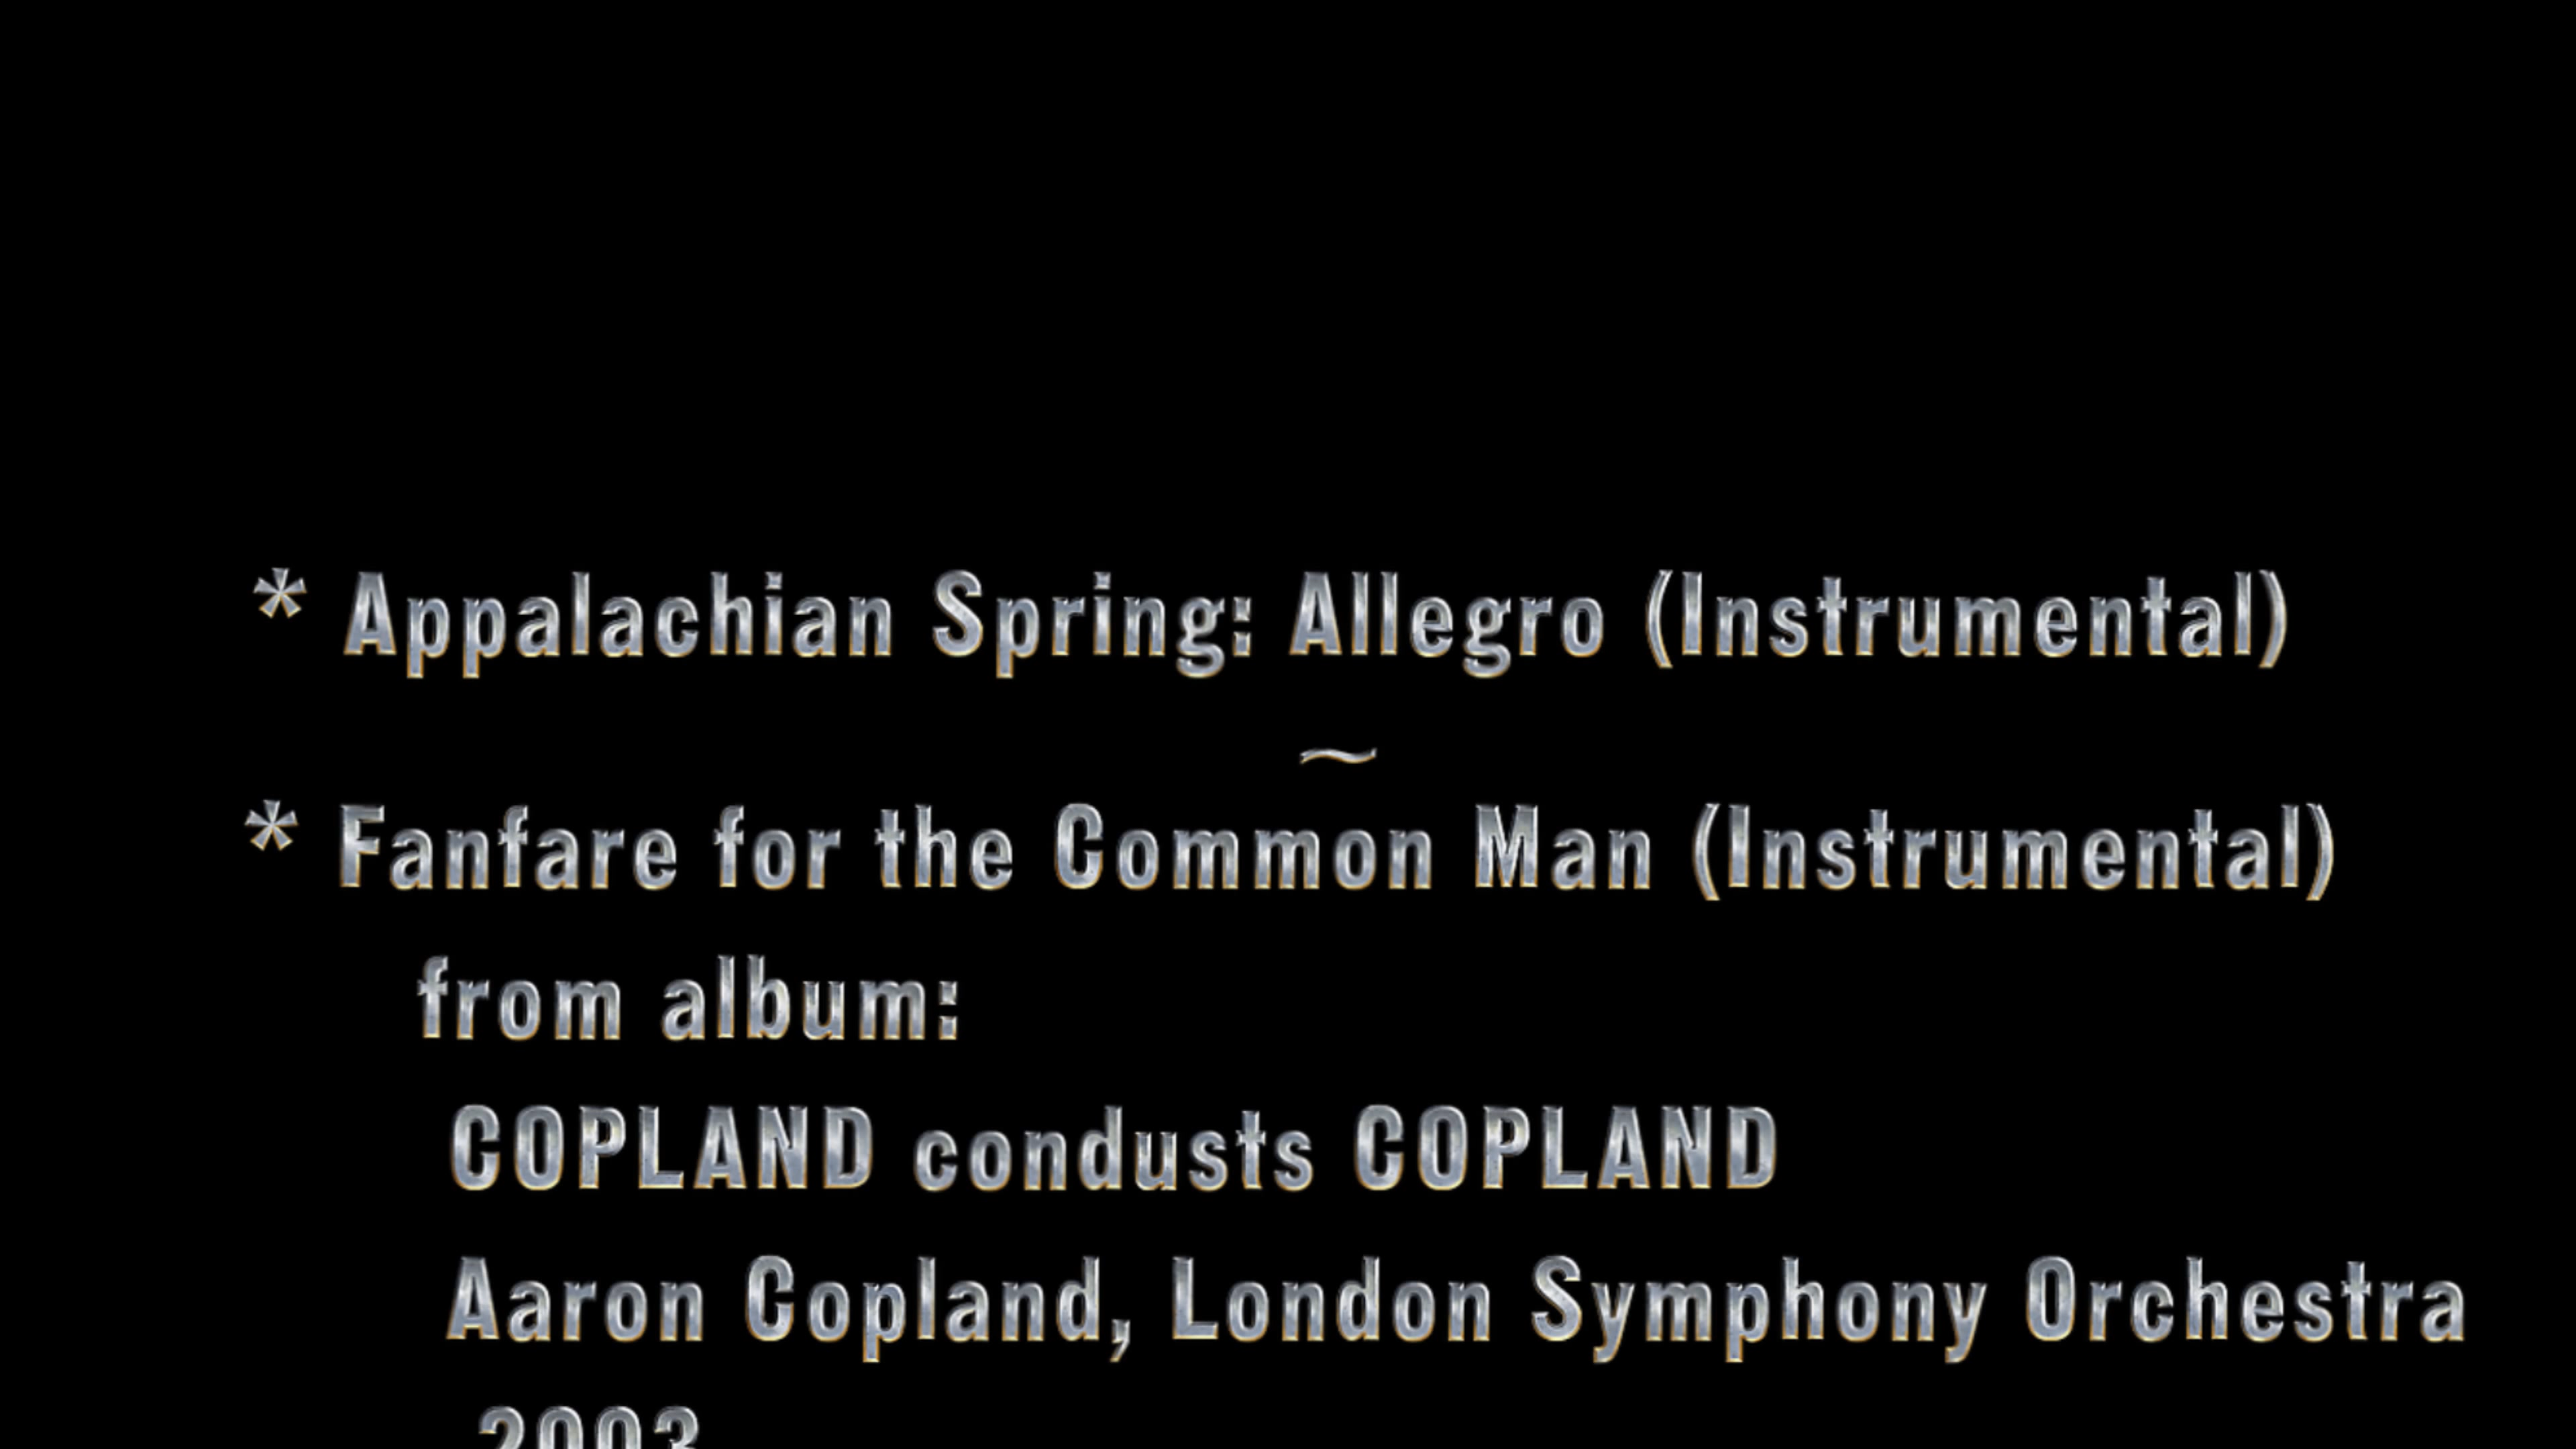 * Appalachian Spring: Allegro (Instrumental)
~
* Fanfare for the Common Man (Instrumental)
from album:
COPLAND condusts COPLAND
Aaron Copland, London Symphony Orchestra
2003